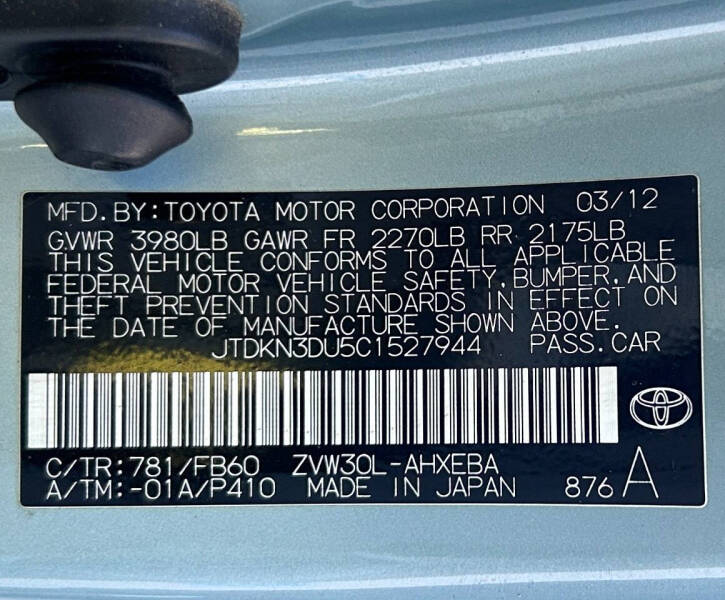 MFD. BY: TOYOTA MOTOR CORPORATION 03/12
GVWR 3980LB GAWR FR 2270LB RR 2175LB
THIS VEHICLE CONFORMS TO ALL APPLICABLE
FEDERAL MOTOR VEHICLE SAFETY, BUMPER, AND
THEFT PREVENTION STANDARDS IN EFFECT ON
THE DATE OF MANUFACTURE SHOWN ABOVE.
JTDKN3DU5C1527944 PASS. CAR
C/TR: 781/FB60 ZVW30L-AHXEBA
A/TM: -01A/P410 MADE IN JAPAN 876 A